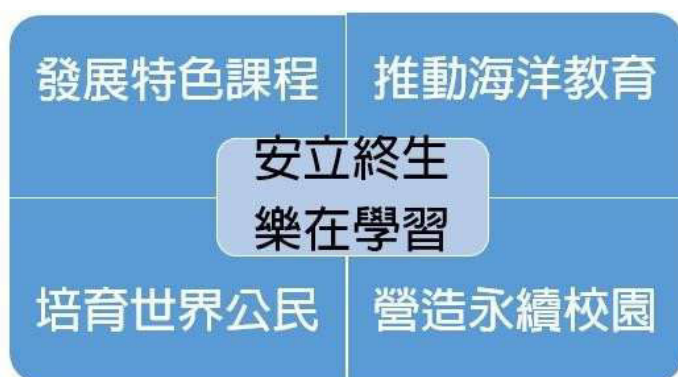 發展特色課程
推動海洋教育
安立終生
樂在學習
培育世界公民
營造永續校園